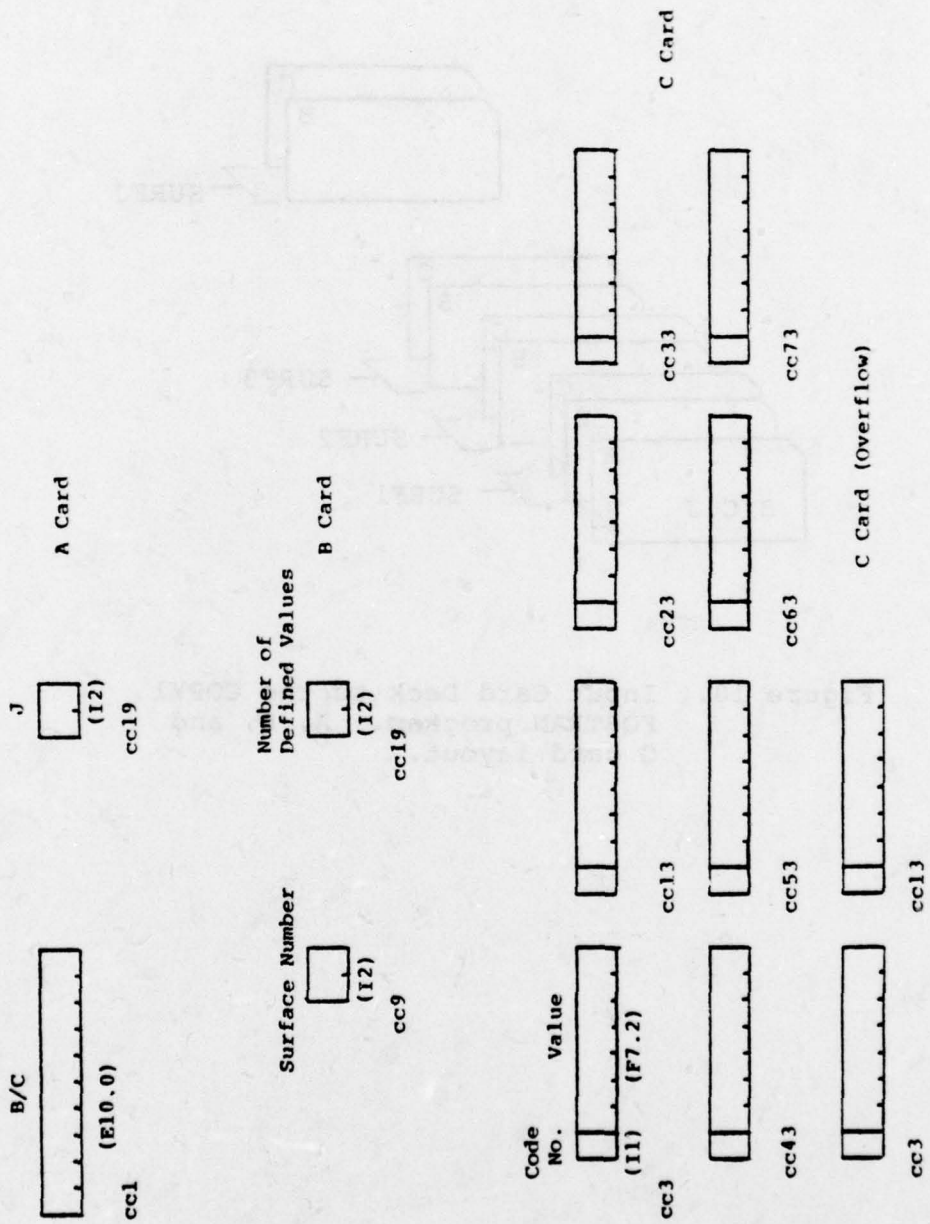 B/C J
(E10.0) (I2) A Card
cc1 cc19
Surface Number Number of
Defined Values
(I2) (I2) B Card
cc9 cc19
Code
No. Value
(I1) (F7.2)
cc3 cc13 cc23 cc33 C Card
cc43 cc53 cc63 cc73
cc3 cc13 C Card (Overflow)
SURF1